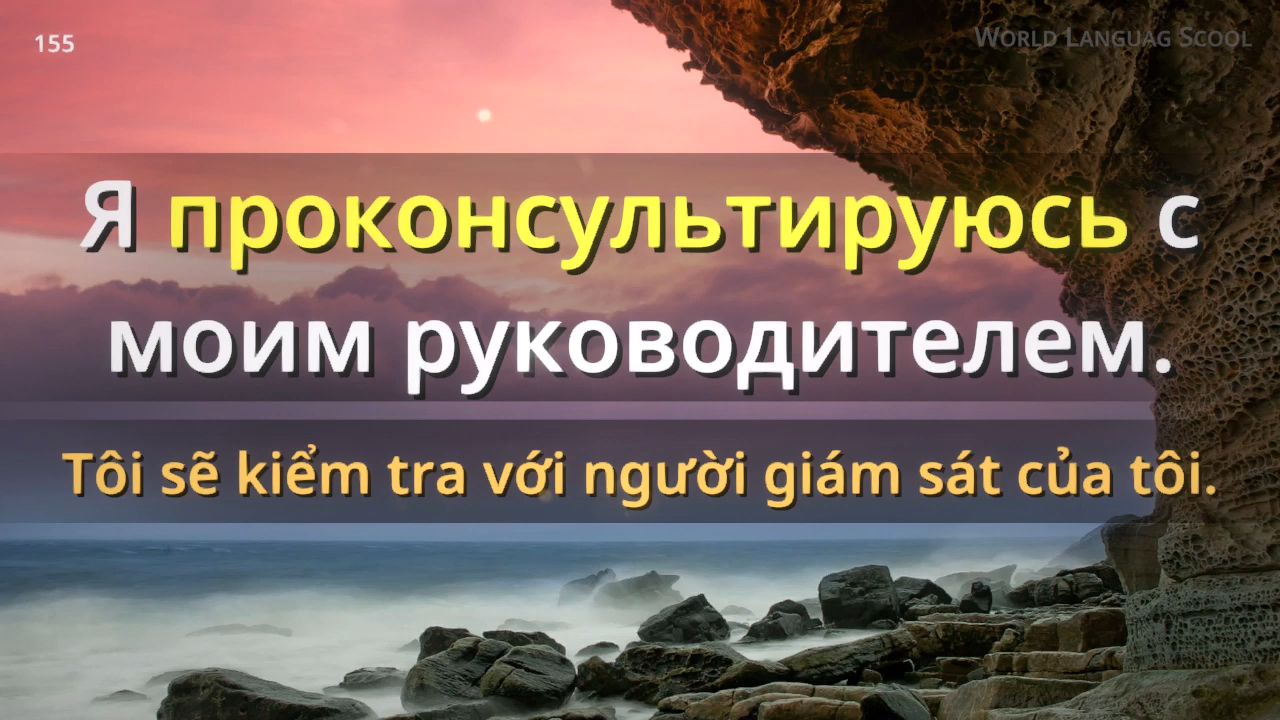 155
World Languag Scool
Я проконсультируюсь с
моим руководителем.
Tôi sẽ kiểm tra với người giám sát của tôi.